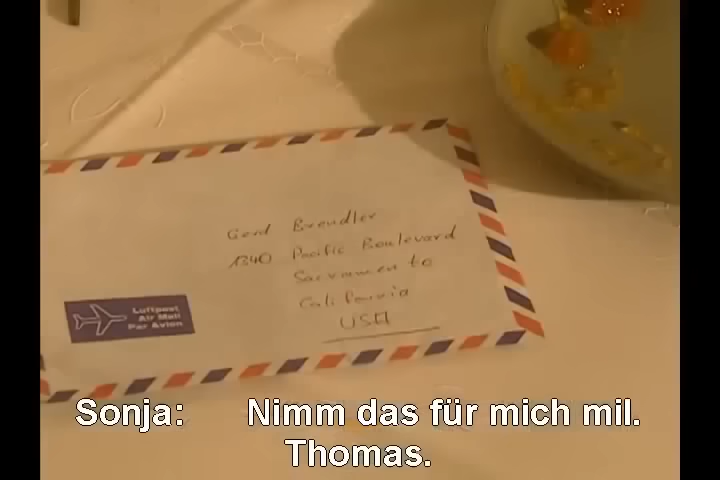 Gerd Brendler
1340 Pacific Boulevard
Sacramento
California
USA
Luftpost
Air Mail
Par Avion
Sonja: Nimm das für mich mil.
Thomas.